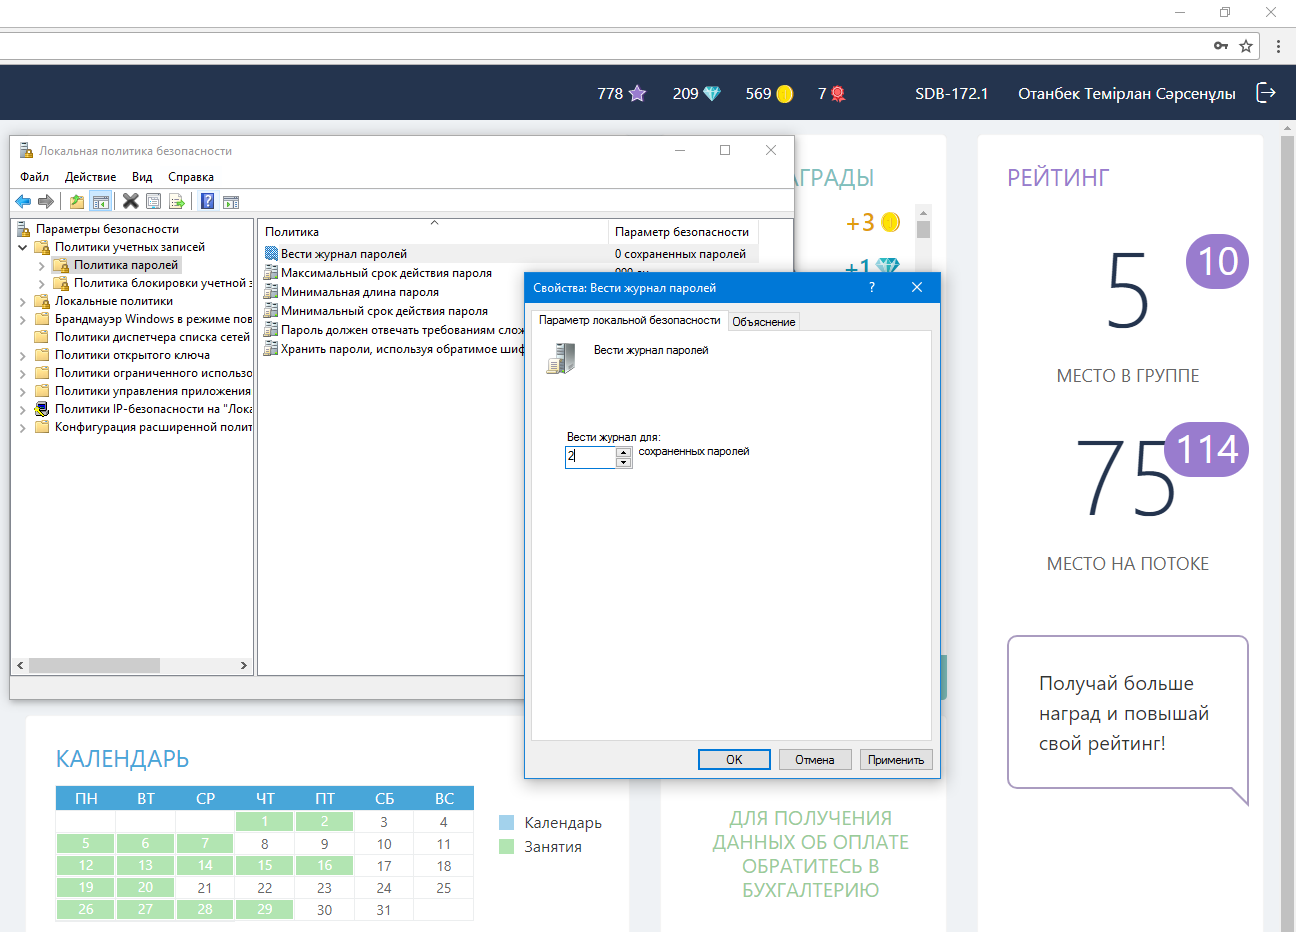 778
209
569
7
SDB-172.1
Отанбек Темірлан Сәрсенұлы
Локальная политика безопасности
Файл
Действие
Вид
Справка
Параметры безопасности
Политики учетных записей
Политика паролей
Политика блокировки учетной з
Локальные политики
Брандмауэр Windows в режиме пов
Политики диспетчера списка сетей
Политики открытого ключа
Политики ограниченного использо
Политики управления приложения
Политики IP-безопасности на "Лока
Конфигурация расширенной полит
Политика
Параметр безопасности
Вести журнал паролей
0 сохраненных паролей
Максимальный срок действия пароля
Минимальная длина пароля
Минимальный срок действия пароля
Пароль должен отвечать требованиям слож
Хранить пароли, используя обратимое шиф
Свойства: Вести журнал паролей
?
Параметр локальной безопасности
Объяснение
Вести журнал паролей
Вести журнал для:
2
сохраненных паролей
ОК
Отмена
Применить
АГРАДЫ
+3
+1
РЕЙТИНГ
5
10
МЕСТО В ГРУППЕ
75
114
МЕСТО НА ПОТОКЕ
Получай больше
наград и повышай
свой рейтинг!
КАЛЕНДАРЬ
ПН ВТ СР ЧТ ПТ СБ ВС
1 2 3 4
5 6 7 8 9 10 11
12 13 14 15 16 17 18
19 20 21 22 23 24 25
26 27 28 29 30 31
Календарь
Занятия
ДЛЯ ПОЛУЧЕНИЯ
ДАННЫХ ОБ ОПЛАТЕ
ОБРАТИТЕСЬ В
БУХГАЛТЕРИЮ